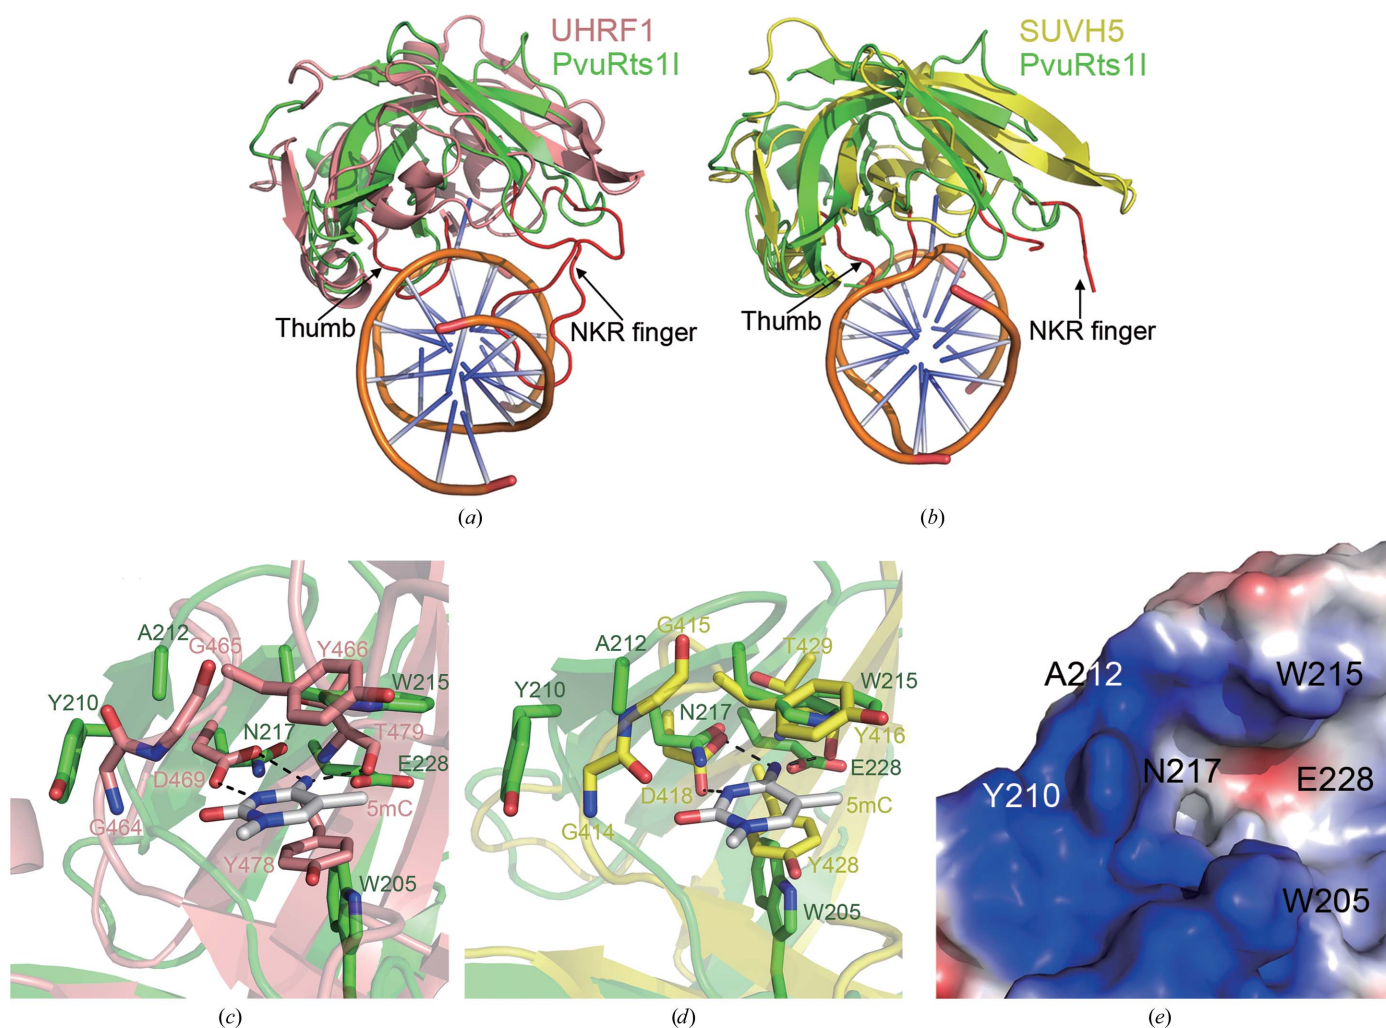 UHRF1
PvuRts1I
SUVH5
PvuRts1I
Thumb
NKR finger
Thumb
NKR finger
(a)
(b)
A212
G465
Y466
Y210
W215
N217
T479
D469
E228
5mC
G464
Y478
W205
G415
A212
T429
Y210
W215
N217
Y416
E228
D418
5mC
G414
Y428
W205
A212
W215
N217
E228
Y210
W205
(c)
(d)
(e)